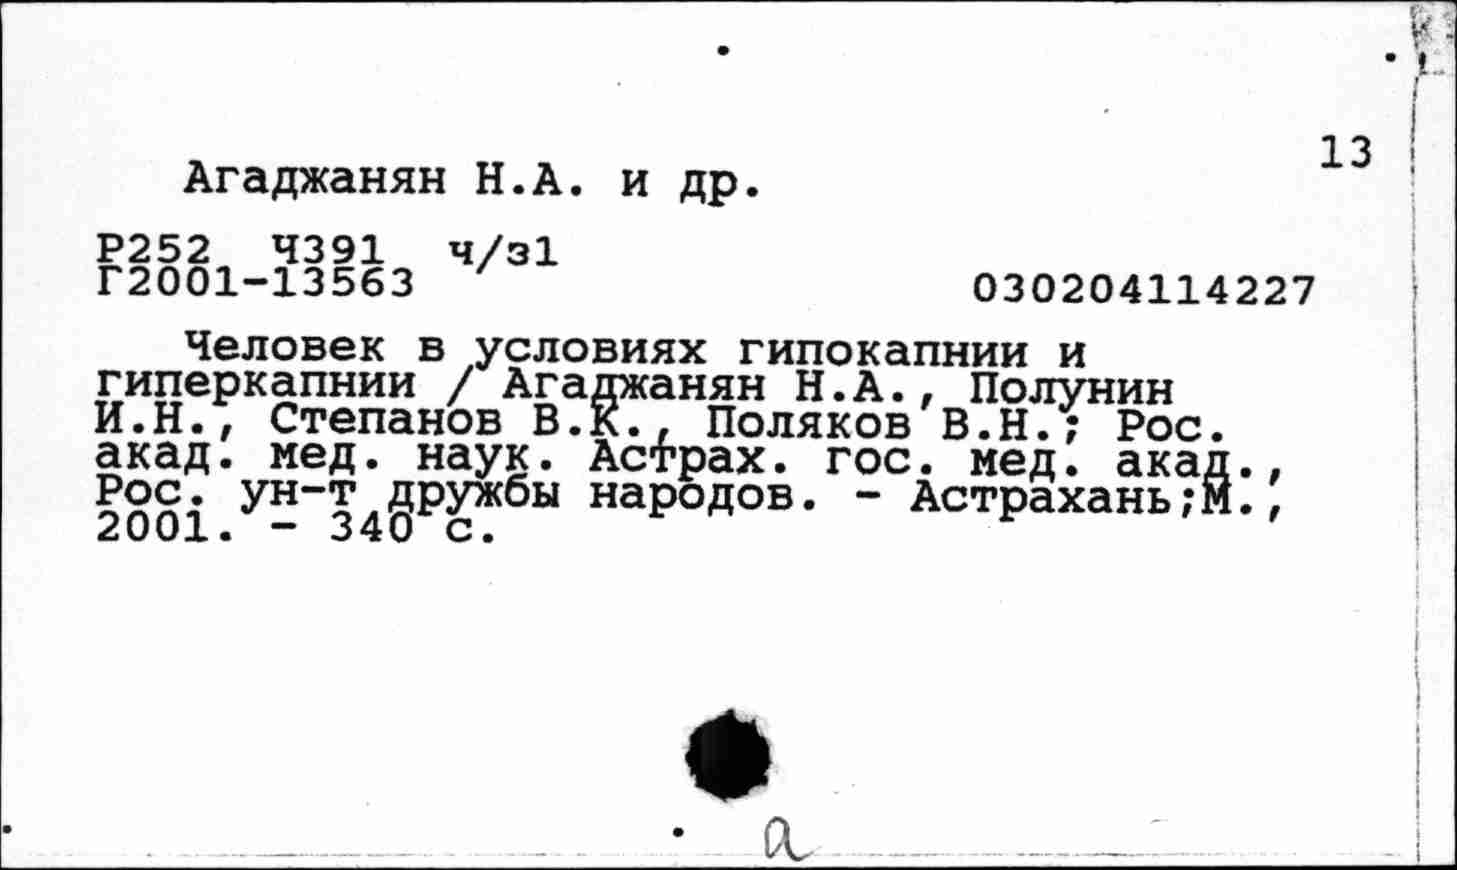 13
Агаджанян Н.А. и др.
Р252 Ч391 ч/з1
Г2001-13563 030204114227
Человек в условиях гипокапнии и
гиперкапнии / Агаджанян Н.А., Полунин
И.Н., Степанов В.К., Поляков В.Н.; Рос.
акад. мед. наук. Астрах. гос. мед. акад.,
Рос. ун-т дружбы народов. - Астрахань;М.,
2001. - 340 с.
а